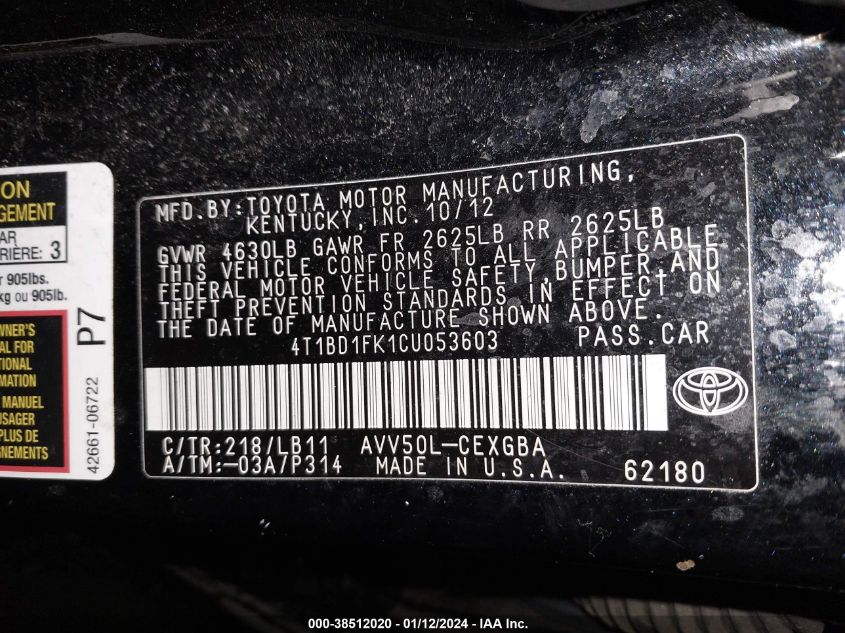 ON
GEMENT
AR
RIÈRE: 3
r 905lbs.
kg ou 905lb.
WNER'S
AL FOR
TIONAL
MATION
MANUEL
USAGER
PLUS DE
GNEMENTS
P7
42661-06722
MFD. BY: TOYOTA MOTOR MANUFACTURING,
KENTUCKY, INC. 10/12
GVWR 4630LB GAWR FR 2625LB RR 2625LB
THIS VEHICLE CONFORMS TO ALL APPLICABLE
FEDERAL MOTOR VEHICLE SAFETY, BUMPER, AND
THEFT PREVENTION STANDARDS IN EFFECT ON
THE DATE OF MANUFACTURE SHOWN ABOVE.
4T1BD1FK1CU053603 PASS. CAR
C/TR: 218/LB11 AVV50L-CEXGBA
A/TM: -03A/P314 MADE IN U.S.A. 62180
000-38512020 - 01/12/2024 - CEA Inc.